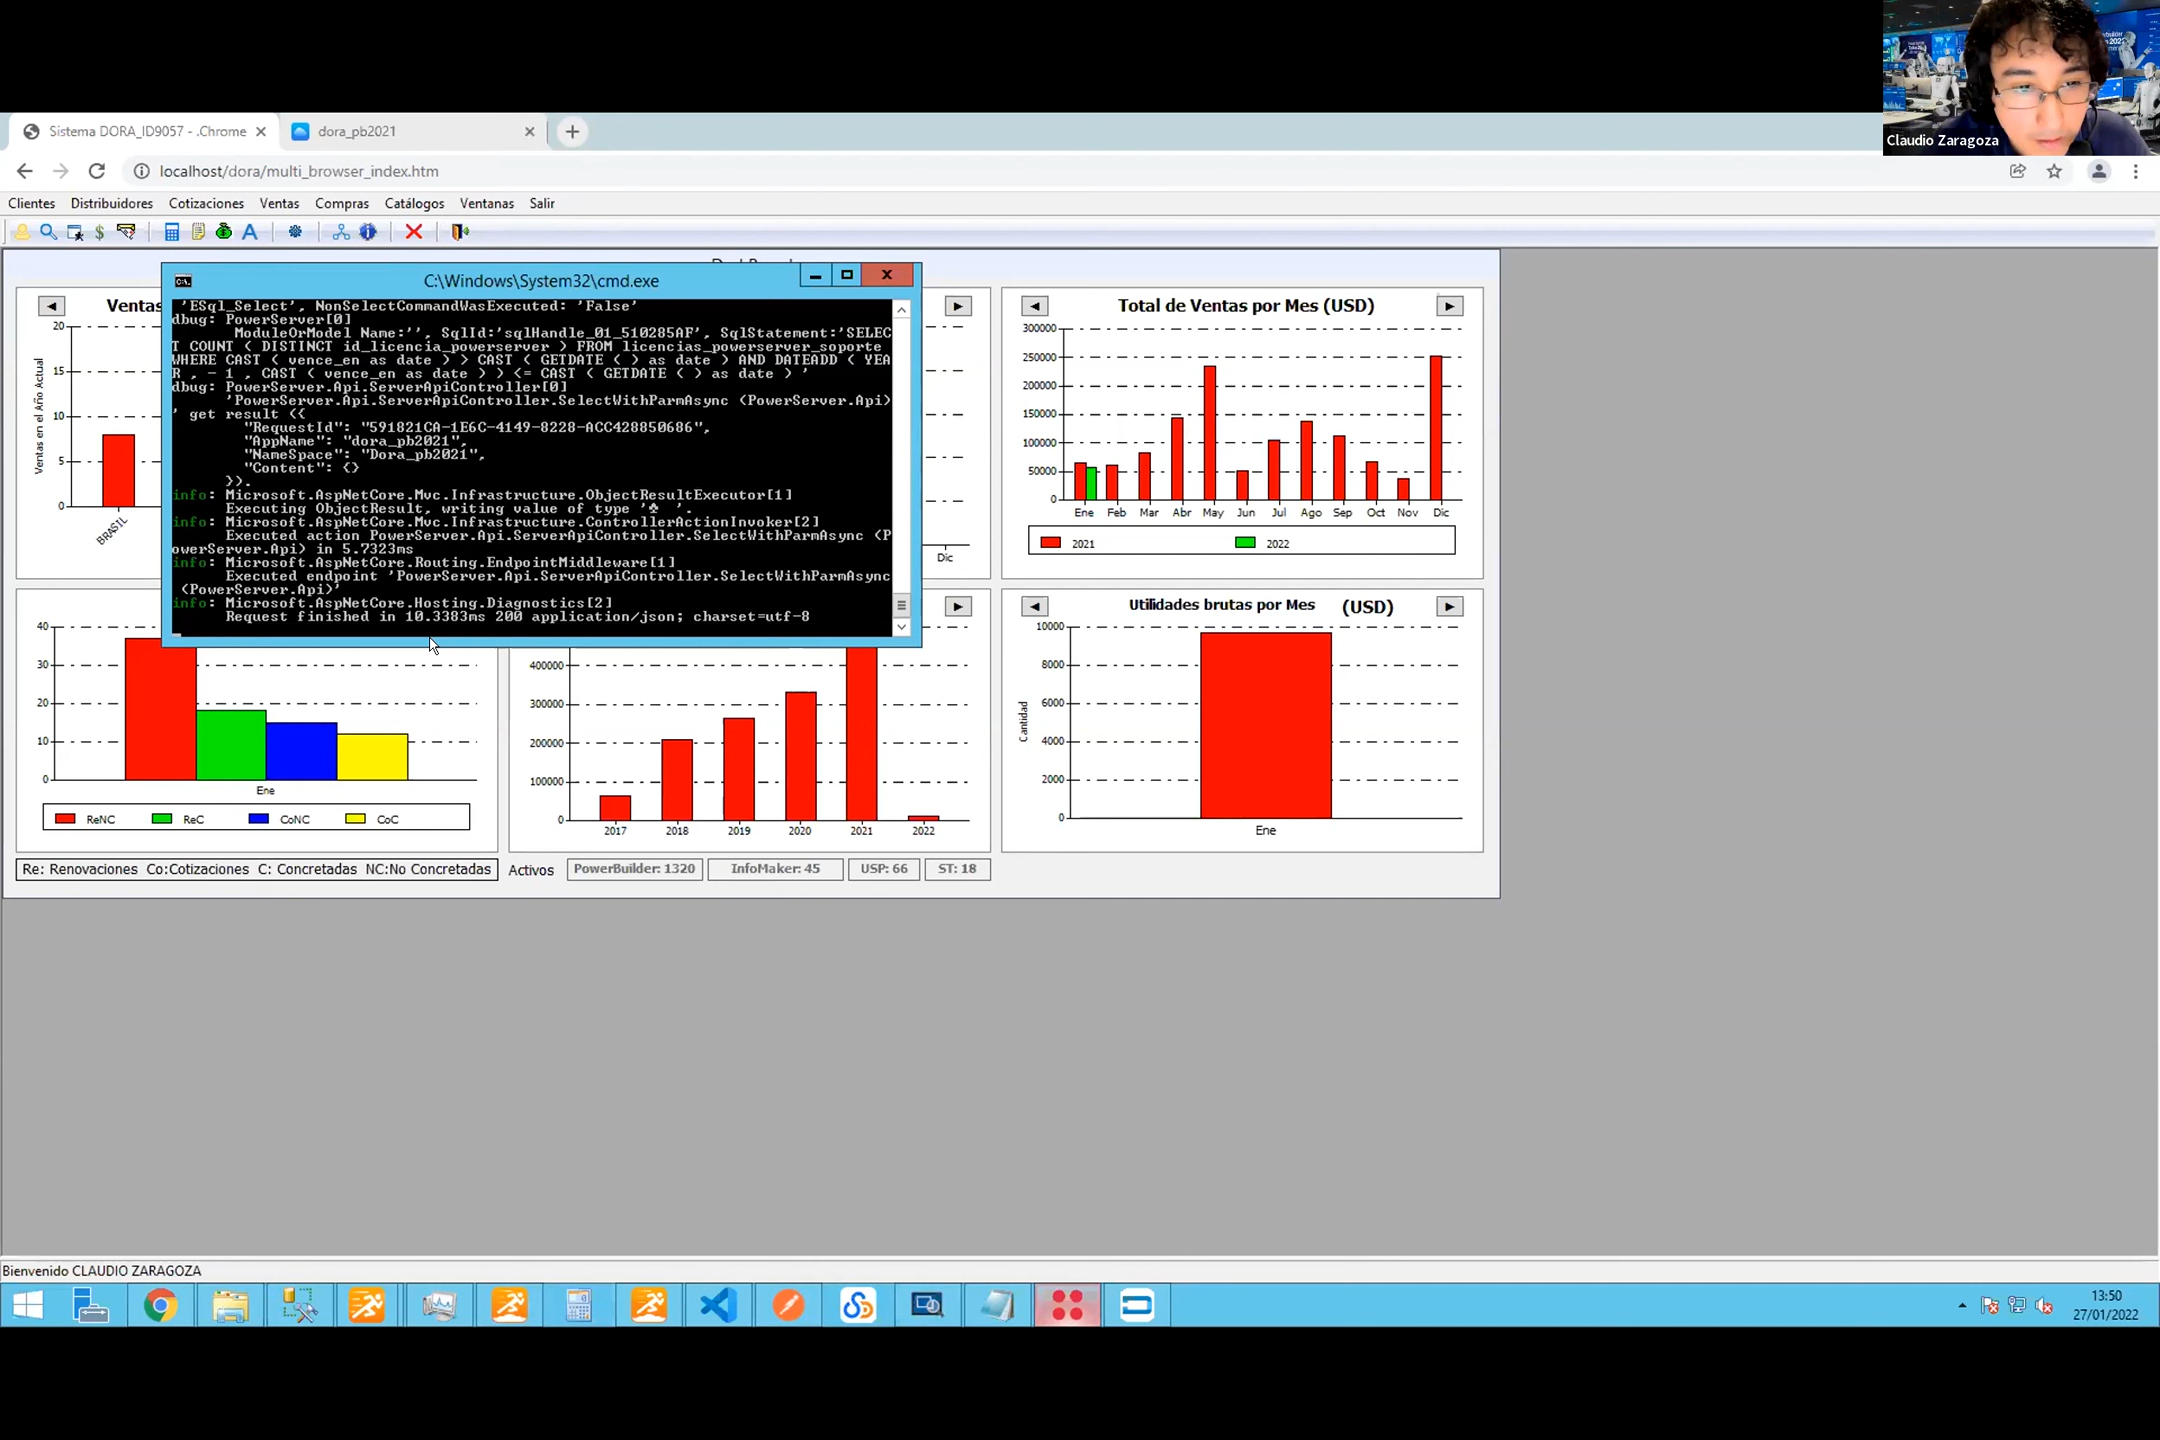 Claudio Zaragoza
Sistema DORA_ID9057 - .Chrome
dora_pb2021
localhost/dora/multi_browser_index.htm
Clientes Distribuidores Cotizaciones Ventas Compras Catálogos Ventanas Salir
C:\Windows\System32\cmd.exe
'ESql_Select', NonSelectCommandWasExecuted: 'False'
dbug: PowerServer[0]
ModuleOrModel Name:'', SqlId:'sqlHandle_01_510285AF', SqlStatement:'SELEC
T COUNT ( DISTINCT id_licencia_powerserver ) FROM licencias_powerserver_soporte
WHERE CAST ( vence_en as date ) > CAST ( GETDATE ( ) as date ) AND DATEADD ( YEA
R , - 1 , CAST ( vence_en as date ) ) <= CAST ( GETDATE ( ) as date ) '
dbug: PowerServer.Api.ServerApiController[0]
'PowerServer.Api.ServerApiController.SelectWithParmAsync (PowerServer.Api)
' get result ({
"RequestId": "591821CA-1E6C-4149-8228-ACC428850686",
"AppName": "dora_pb2021",
"NameSpace": "Dora_pb2021",
"Content": {}
}).
info: Microsoft.AspNetCore.Mvc.Infrastructure.ObjectResultExecutor[1]
Executing ObjectResult, writing value of type '♣ '.
info: Microsoft.AspNetCore.Mvc.Infrastructure.ControllerActionInvoker[2]
Executed action PowerServer.Api.ServerApiController.SelectWithParmAsync (P
owerServer.Api) in 5.7323ms
info: Microsoft.AspNetCore.Routing.EndpointMiddleware[1]
Executed endpoint 'PowerServer.Api.ServerApiController.SelectWithParmAsync
(PowerServer.Api)'
info: Microsoft.AspNetCore.Hosting.Diagnostics[2]
Request finished in 10.3383ms 200 application/json; charset=utf-8
Ventas
Ventas en el Año Actual
20
15
10
5
0
BRASIL
Dic
Total de Ventas por Mes (USD)
300000
250000
200000
150000
100000
50000
0
Ene Feb Mar Abr May Jun Jul Ago Sep Oct Nov Dic
2021 2022
40
30
20
10
0
Ene
ReNC ReC CoNC CoC
400000
300000
200000
100000
0
2017 2018 2019 2020 2021 2022
Utilidades brutas por Mes (USD)
Cantidad
10000
8000
6000
4000
2000
0
Ene
Re: Renovaciones Co:Cotizaciones C: Concretadas NC:No Concretadas
Activos PowerBuilder: 1320 InfoMaker: 45 USP: 66 ST: 18
Bienvenido CLAUDIO ZARAGOZA
13:50
27/01/2022